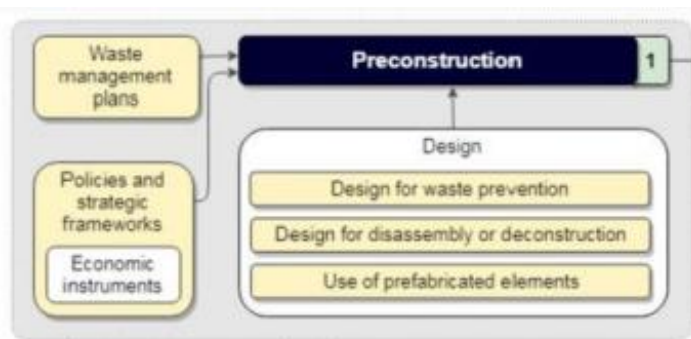 Waste
management
plans
Preconstruction 1
Design
Policies and
strategic
frameworks
Economic
instruments
Design for waste prevention
Design for disassembly or deconstruction
Use of prefabricated elements